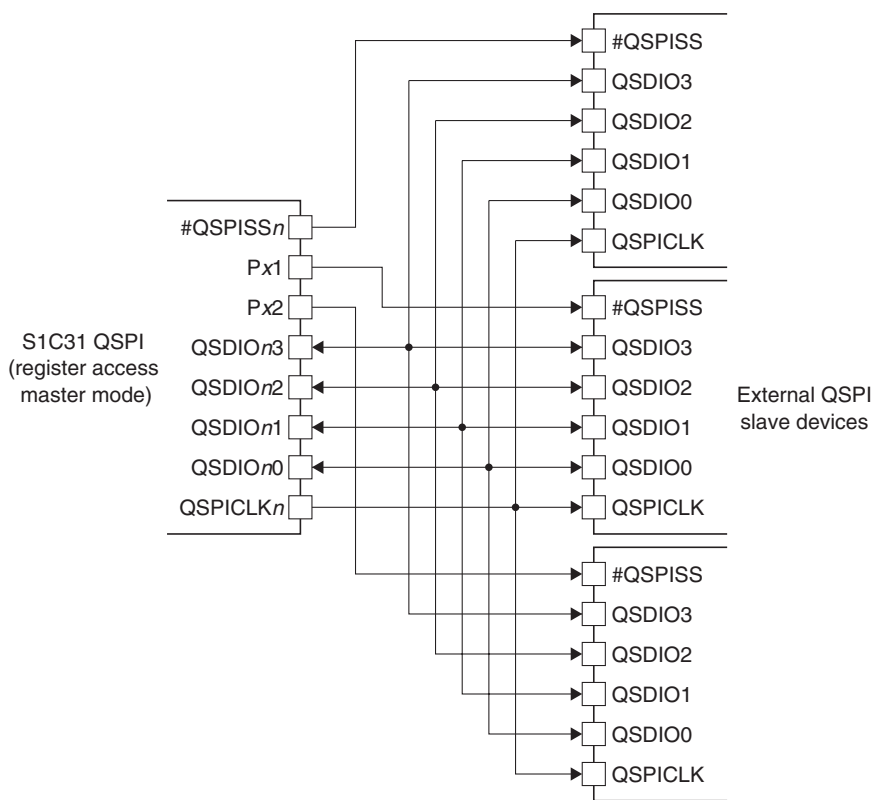 #QSPISSn
Px1
Px2
QSDIOn3
QSDIOn2
QSDIOn1
QSDIOn0
QSPICLKn
S1C31 QSPI
(register access
master mode)
#QSPISS
QSDIO3
QSDIO2
QSDIO1
QSDIO0
QSPICLK
#QSPISS
QSDIO3
QSDIO2
QSDIO1
QSDIO0
QSPICLK
#QSPISS
QSDIO3
QSDIO2
QSDIO1
QSDIO0
QSPICLK
External QSPI
slave devices